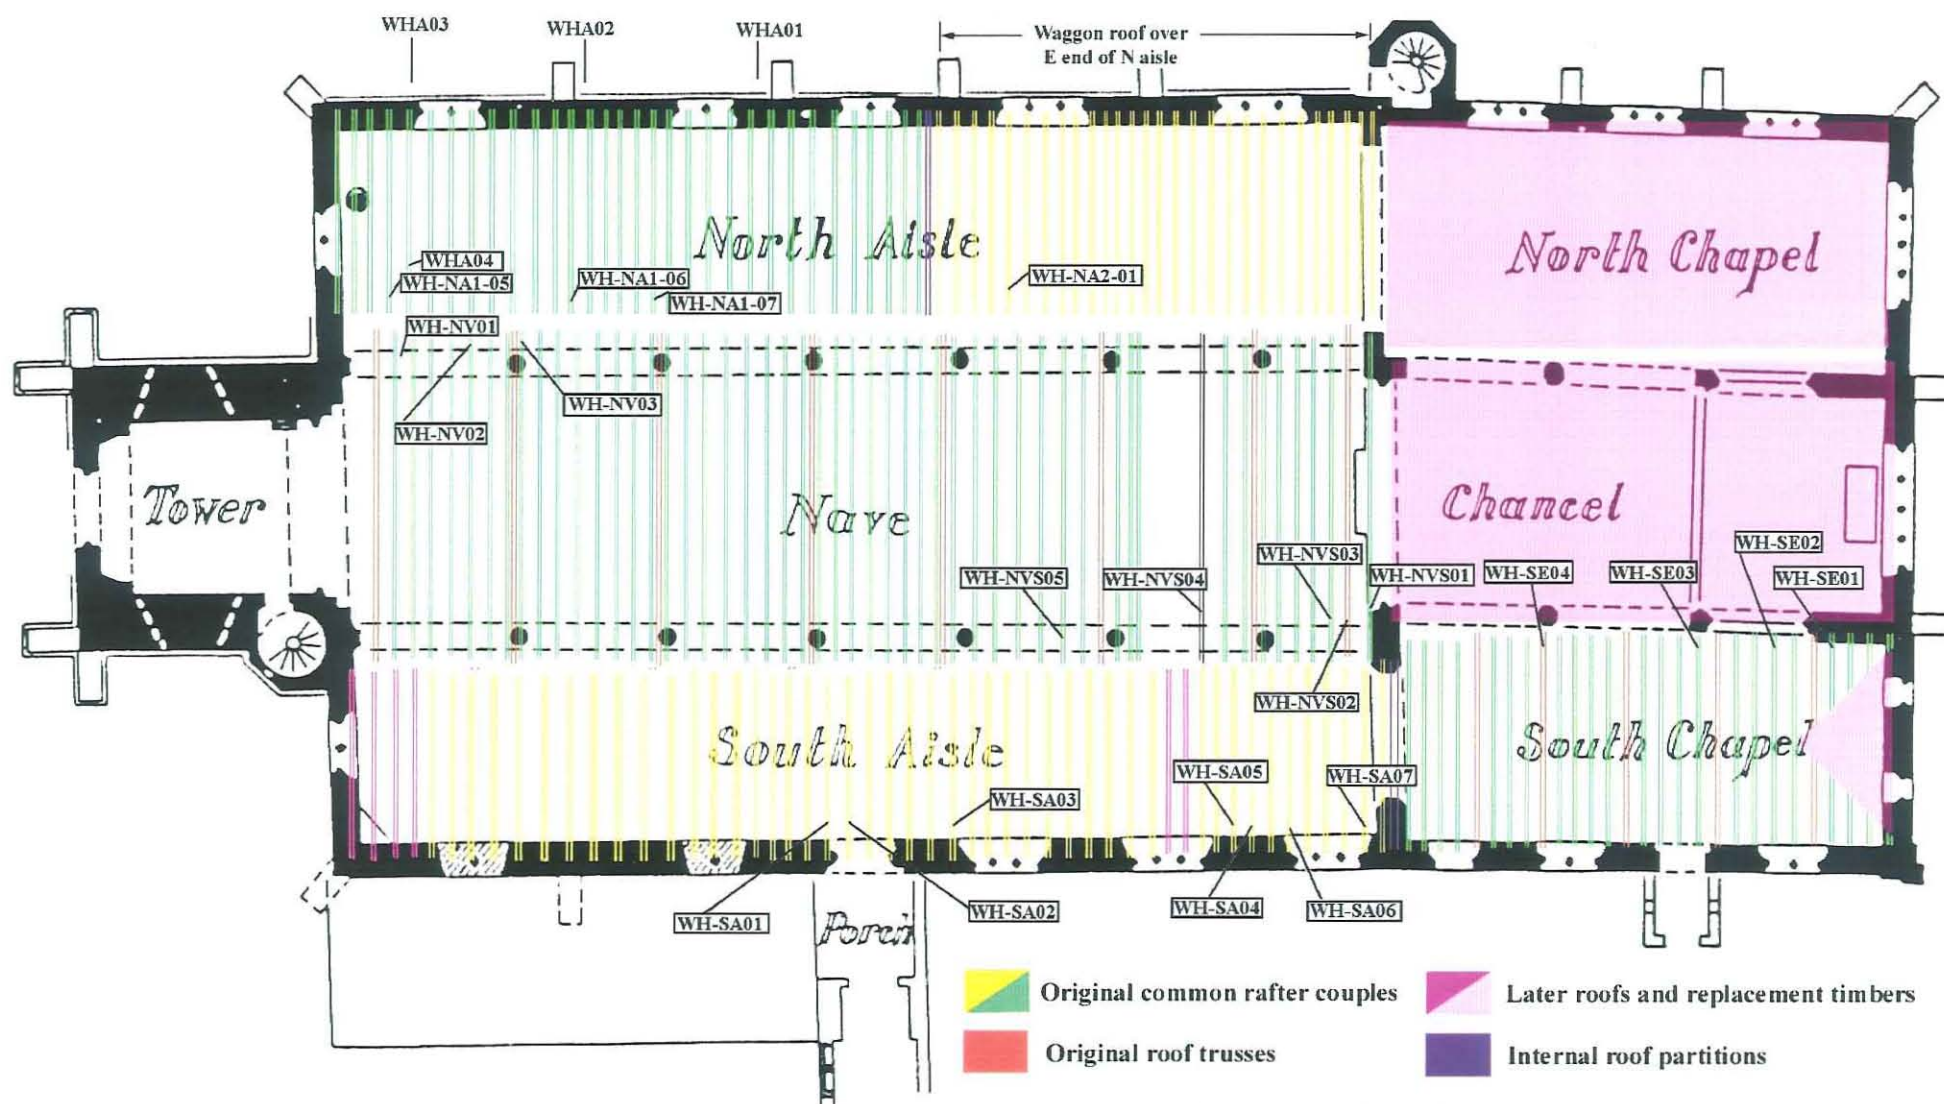 WHA03
WHA02
WHA01
Waggon roof over
E end of N aisle
North Aisle
North Chapel
WHA04
WH-NA1-05
WH-NA1-06
WH-NA1-07
WH-NA2-01
WH-NV01
WH-NV03
WH-NV02
Tower
Nave
Chancel
WH-NVS05
WH-NVS04
WH-NVS03
WH-NVS01
WH-SE04
WH-SE03
WH-SE02
WH-SE01
WH-NVS02
South Aisle
South Chapel
WH-SA05
WH-SA07
WH-SA03
WH-SA01
WH-SA02
WH-SA04
WH-SA06
Porch
Original common rafter couples
Later roofs and replacement timbers
Original roof trusses
Internal roof partitions